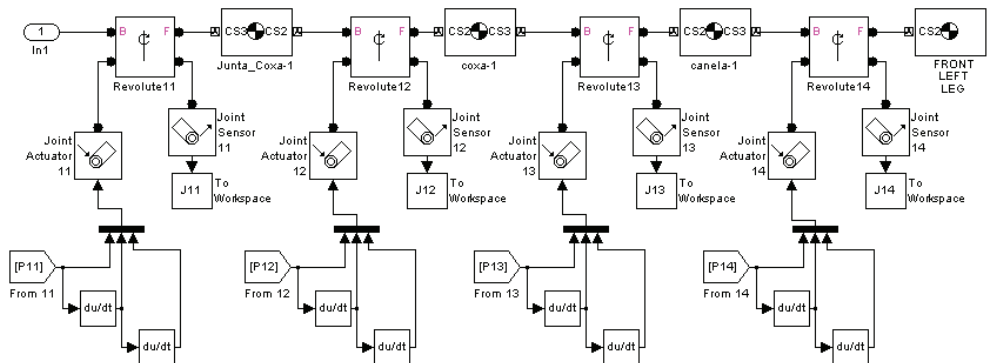 1
In1
B F
Revolute11
CS3 CS2
Junta_Coxa-1
B F
Revolute12
CS2 CS3
coxa-1
B F
Revolute13
CS2 CS3
canela-1
B F
Revolute14
CS2
FRONT
LEFT
LEG
Joint
Actuator
11
Joint
Sensor
11
J11
To
Workspace
Joint
Actuator
12
Joint
Sensor
12
J12
To
Workspace
Joint
Actuator
13
Joint
Sensor
13
J13
To
Workspace
Joint
Actuator
14
Joint
Sensor
14
J14
To
Workspace
[P11]
From 11
du/dt
du/dt
[P12]
From 12
du/dt
du/dt
[P13]
From 13
du/dt
du/dt
[P14]
From 14
du/dt
du/dt